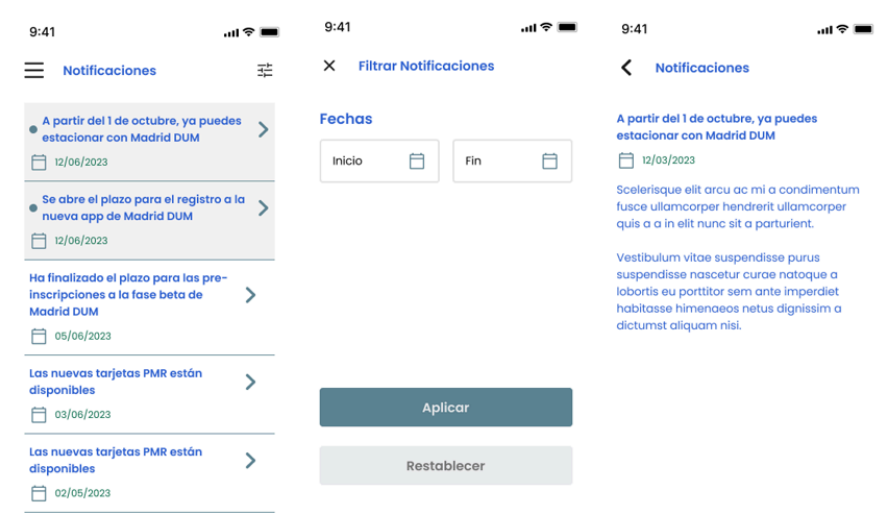 9:41
Notificaciones
A partir del 1 de octubre, ya puedes
estacionar con Madrid DUM
12/06/2023
Se abre el plazo para el registro a la
nueva app de Madrid DUM
12/06/2023
Ha finalizado el plazo para las pre-
inscripciones a la fase beta de
Madrid DUM
05/06/2023
Las nuevas tarjetas PMR están
disponibles
03/06/2023
Las nuevas tarjetas PMR están
disponibles
02/05/2023
9:41
Filtrar Notificaciones
Fechas
Inicio
Fin
Aplicar
Restablecer
9:41
Notificaciones
A partir del 1 de octubre, ya puedes
estacionar con Madrid DUM
12/03/2023
Scelerisque elit arcu ac mi a condimentum
fusce ullamcorper hendrerit ullamcorper
quis a a in elit nunc sit a parturient.
Vestibulum vitae suspendisse purus
suspendisse nascetur curae natoque a
lobortis eu porttitor sem ante imperdiet
habitasse himenaeos netus dignissim a
dictumst aliquam nisi.